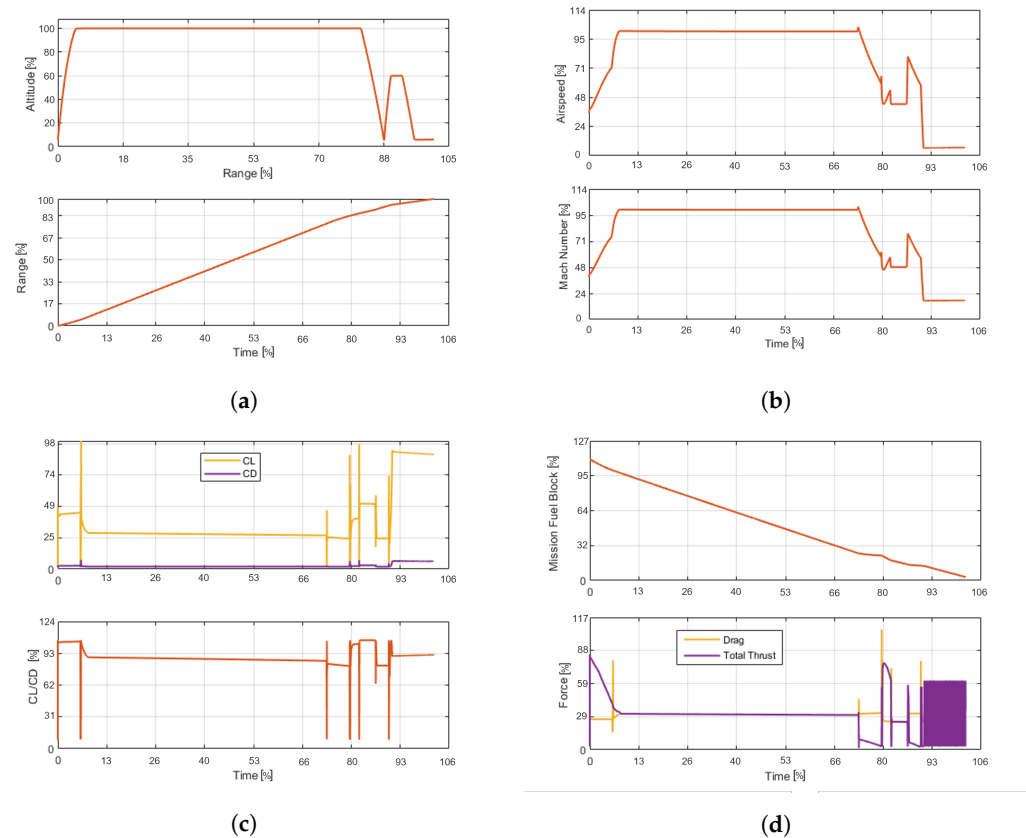 100
80
60
40
20
0
Altitude [%]
0 18 35 53 70 88 105
Range [%]
100
83
67
50
33
17
0
Range [%]
0 13 26 40 53 66 80 93 106
Time [%]
(a)
114
95
71
48
24
0
Airspeed [%]
0 13 26 40 53 66 80 93 106
114
95
71
48
24
0
Mach Number [%]
0 13 26 40 53 66 80 93 106
Time [%]
(b)
98
74
49
25
0
CL
CD
0 13 26 40 53 66 80 93 106
124
93
62
31
0
CL/CD [%]
0 13 26 40 53 66 80 93 106
Time [%]
(c)
127
95
64
32
0
Mission Fuel Block [%]
0 13 26 40 53 66 80 93 106
117
88
58
29
0
Force [%]
Drag
Total Thrust
0 13 26 40 53 66 80 93 106
Time [%]
(d)